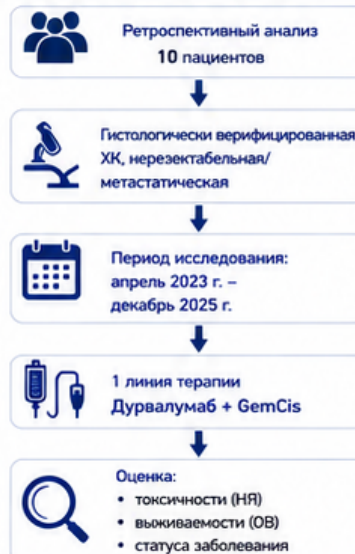 Ретроспективный анализ
10 пациентов
Гистологически верифицированная
ХК, нерезектабельная/
метастатическая
Период исследования:
апрель 2023 г. –
декабрь 2025 г.
1 линия терапии
Дурвалумаб + GemCis
Оценка:
• токсичности (НЯ)
• выживаемости (ОВ)
• статуса заболевания